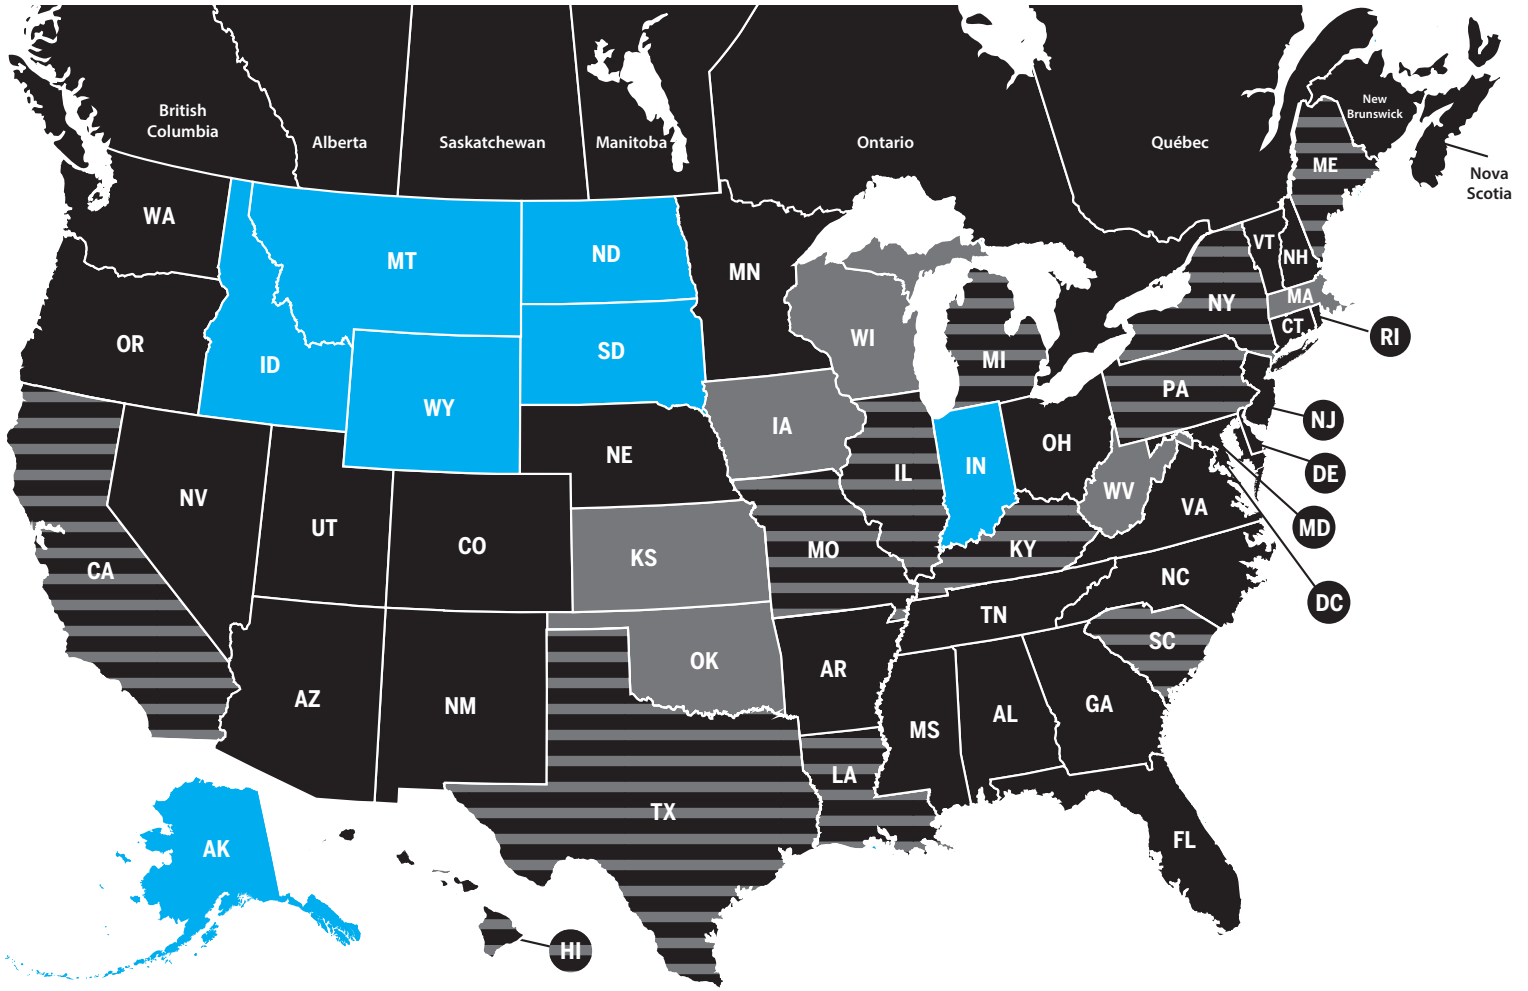 British
Columbia
Alberta
Saskatchewan
Manitoba
Ontario
Québec
New
Brunswick
Nova
Scotia
ME
WA
MT
ND
MN
VT
NH
OR
ID
WY
SD
WI
MI
NY
MA
CT
RI
PA
NJ
NE
IA
IL
IN
OH
DE
NV
UT
CO
KS
MO
KY
WV
VA
MD
CA
DC
AZ
NM
OK
AR
TN
NC
SC
TX
LA
MS
AL
GA
FL
AK
HI